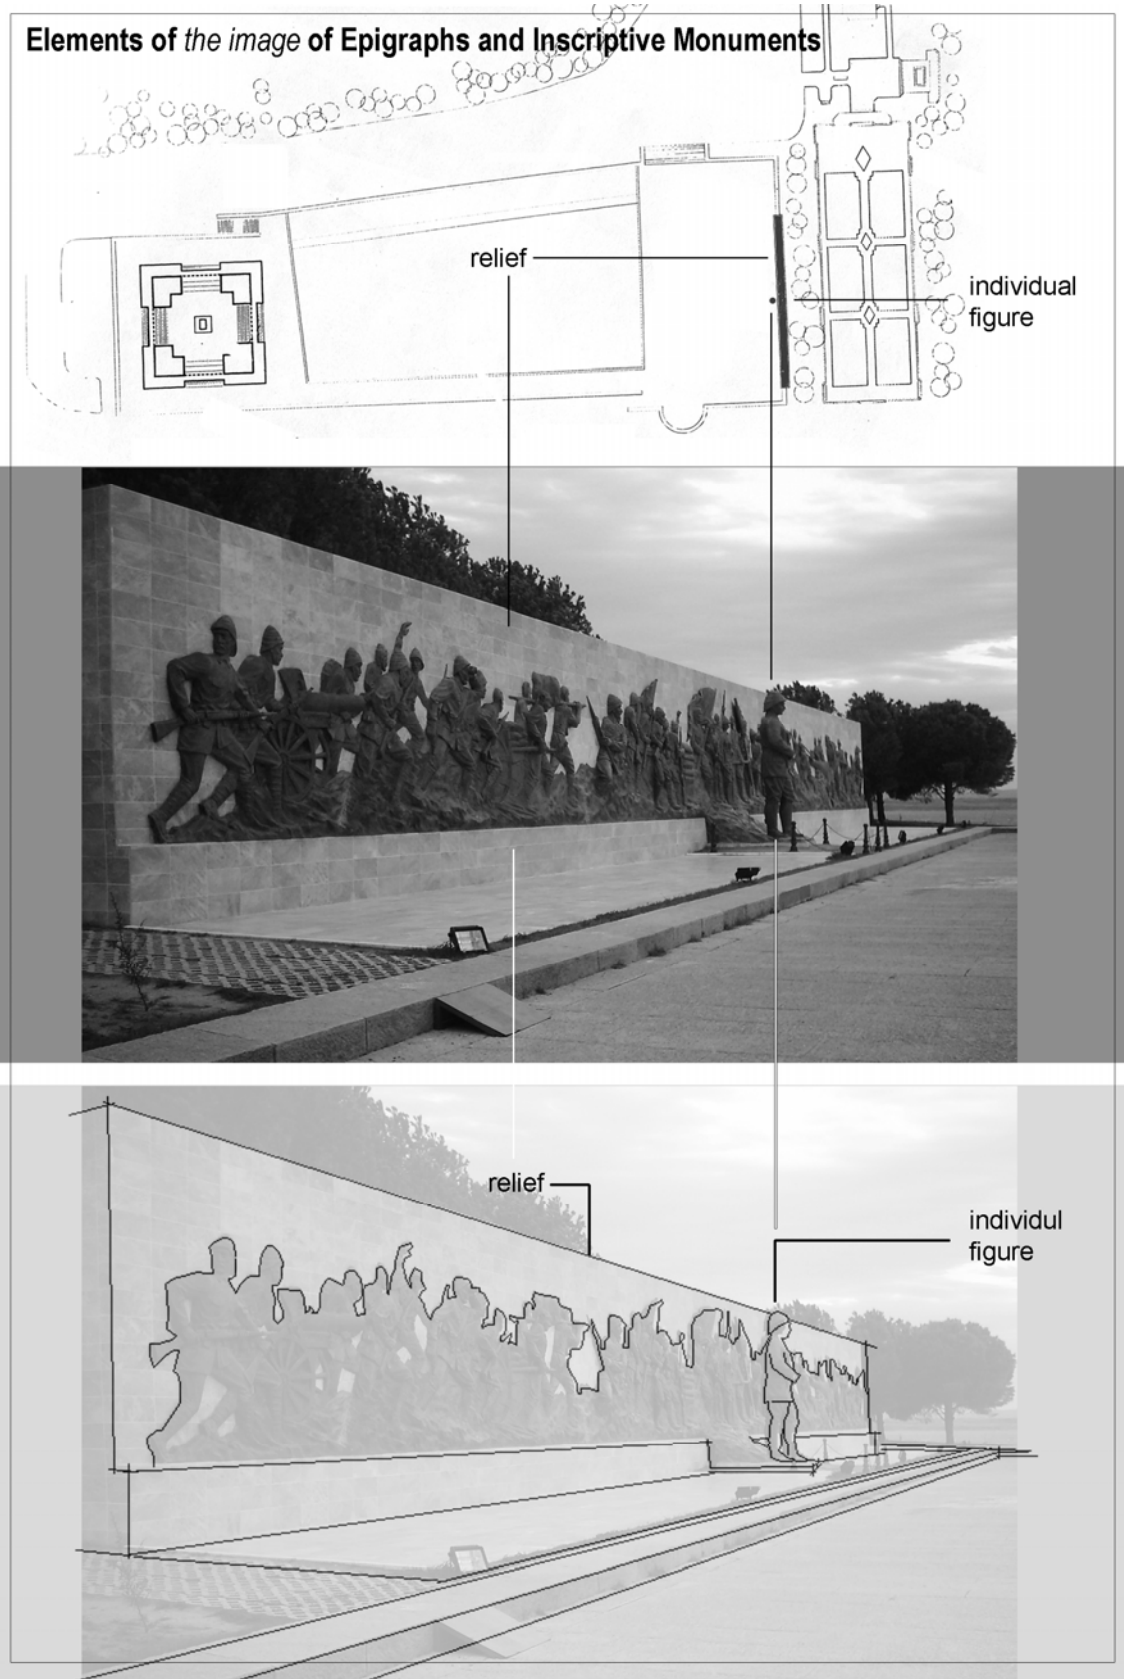 Elements of the image of Epigraphs and Inscriptive Monuments
relief
individual
figure
relief
individul
figure